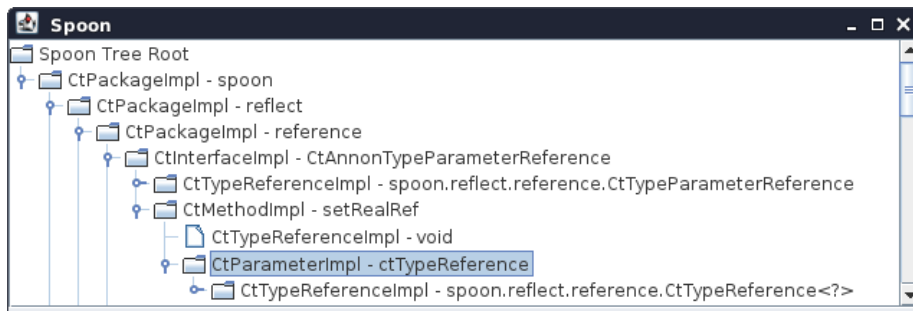 Spoon
Spoon Tree Root
CtPackageImpl - spoon
CtPackageImpl - reflect
CtPackageImpl - reference
CtInterfaceImpl - CtAnnonTypeParameterReference
CtTypeReferenceImpl - spoon.reflect.reference.CtTypeParameterReference
CtMethodImpl - setRealRef
CtTypeReferenceImpl - void
CtParameterImpl - ctTypeReference
CtTypeReferenceImpl - spoon.reflect.reference.CtTypeReference<?>